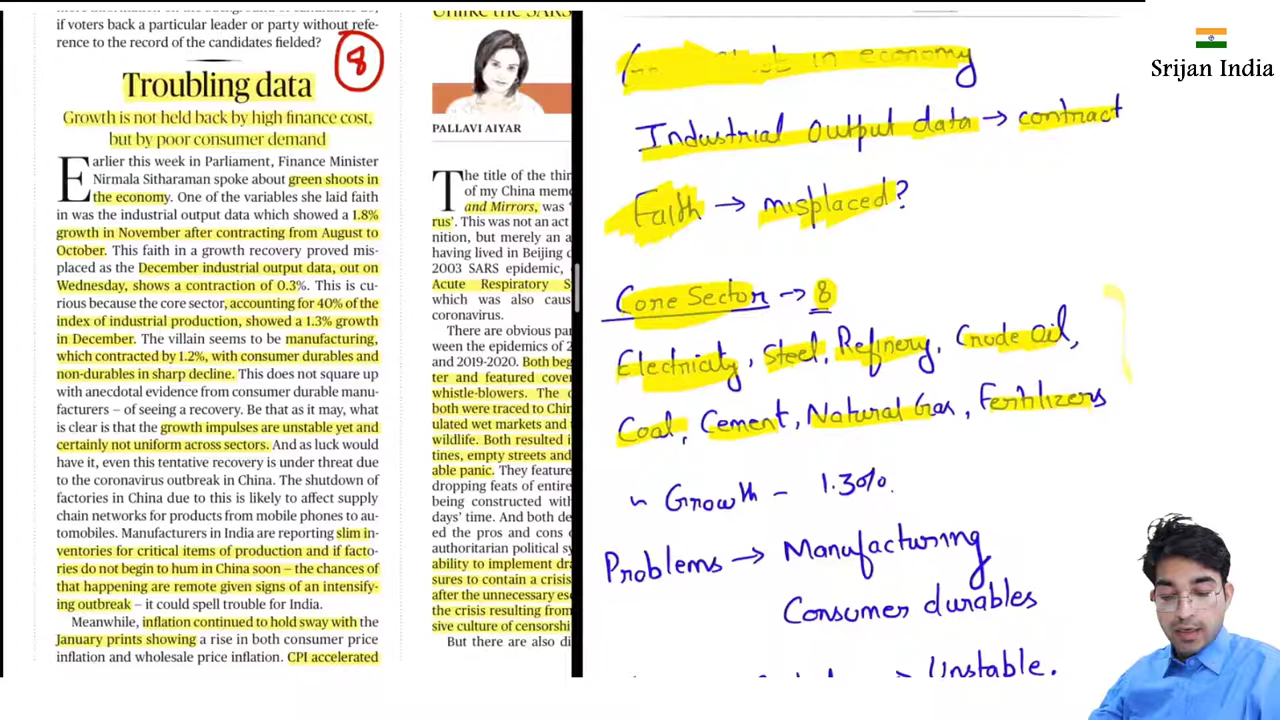 if voters back a particular leader or party without refe-
rence to the record of the candidates fielded?
8
Troubling data
Growth is not held back by high finance cost,
but by poor consumer demand
Earlier this week in Parliament, Finance Minister
Nirmala Sitharaman spoke about green shoots in
the economy. One of the variables she laid faith
in was the industrial output data which showed a 1.8%
growth in November after contracting from August to
October. This faith in a growth recovery proved mis-
placed as the December industrial output data, out on
Wednesday, shows a contraction of 0.3%. This is cu-
rious because the core sector, accounting for 40% of the
index of industrial production, showed a 1.3% growth
in December. The villain seems to be manufacturing,
which contracted by 1.2%, with consumer durables and
non-durables in sharp decline. This does not square up
with anecdotal evidence from consumer durable manu-
facturers – of seeing a recovery. Be that as it may, what
is clear is that the growth impulses are unstable yet and
certainly not uniform across sectors. And as luck would
have it, even this tentative recovery is under threat due
to the coronavirus outbreak in China. The shutdown of
factories in China due to this is likely to affect supply
chain networks for products from mobile phones to au-
tomobiles. Manufacturers in India are reporting slim in-
ventories for critical items of production and if facto-
ries do not begin to hum in China soon – the chances of
that happening are remote given signs of an intensify-
ing outbreak – it could spell trouble for India.
Meanwhile, inflation continued to hold sway with the
January prints showing a rise in both consumer price
inflation and wholesale price inflation. CPI accelerated
Unlike the SARS
PALLAVI AIYAR
The title of the thir
of my China mem
and Mirrors, was '
rus'. This was not an act
nition, but merely an a
having lived in Beijing d
2003 SARS epidemic,
Acute Respiratory S
which was also caus
coronavirus.
There are obvious par
ween the epidemics of 2
and 2019-2020. Both beg
ter and featured cover
whistle-blowers. The c
both were traced to Chin
ulated wet markets and
wildlife. Both resulted i
tines, empty streets and
able panic. They feature
dropping feats of entire
being constructed with
days' time. And both de
ed the pros and cons
authoritarian political sy
ability to implement dra
sures to contain a crisis
after the unnecessary es
the crisis resulting from
sive culture of censorshi
But there are also di
in economy
Industrial output data → contract
Faith → misplaced?
Core Sector → 8
Electricity, Steel, Refinery, Crude oil,
Coal, Cement, Natural Gas, Fertilizers
Growth - 1.30%.
Problems → Manufacturing
Consumer durables
→ Unstable.
Srijan India